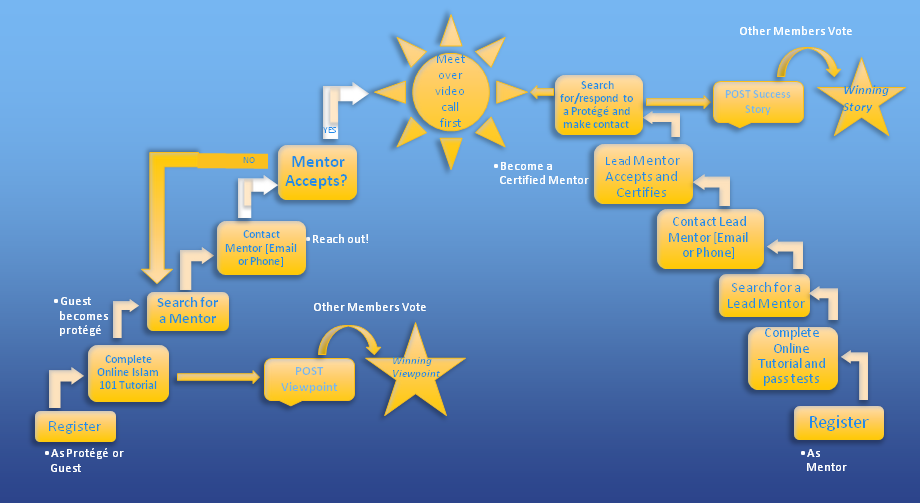 Register
• As Protégé or
Guest
Complete
Online Islam
101 Tutorial
• Guest
becomes
protégé
POST
Viewpoint
Other Members Vote
Winning
Viewpoint
Search for
a Mentor
Contact
Mentor [Email
or Phone]
• Reach out!
Mentor
Accepts?
NO
YES
Meet
over
video
call
first
Register
• As
Mentor
Complete
Online
Tutorial and
pass tests
Search for a
Lead Mentor
Contact Lead
Mentor [Email
or Phone]
Lead Mentor
Accepts and
Certifies
• Become a
Certified Mentor
Search
for/respond to
a Protégé and
make contact
POST Success
Story
Other Members Vote
Winning
Story